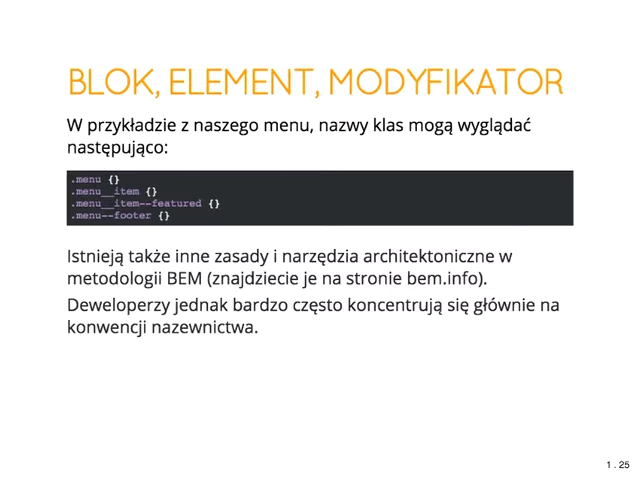 BLOK, ELEMENT, MODYFIKATOR
W przykładzie z naszego menu, nazwy klas mogą wyglądać
następująco:
.menu {}
.menu__item {}
.menu__item--featured {}
.menu--footer {}
Istnieją także inne zasady i narzędzia architektoniczne w
metodologii BEM (znajdziecie je na stronie bem.info).
Deweloperzy jednak bardzo często koncentrują się głównie na
konwencji nazewnictwa.
1 . 25